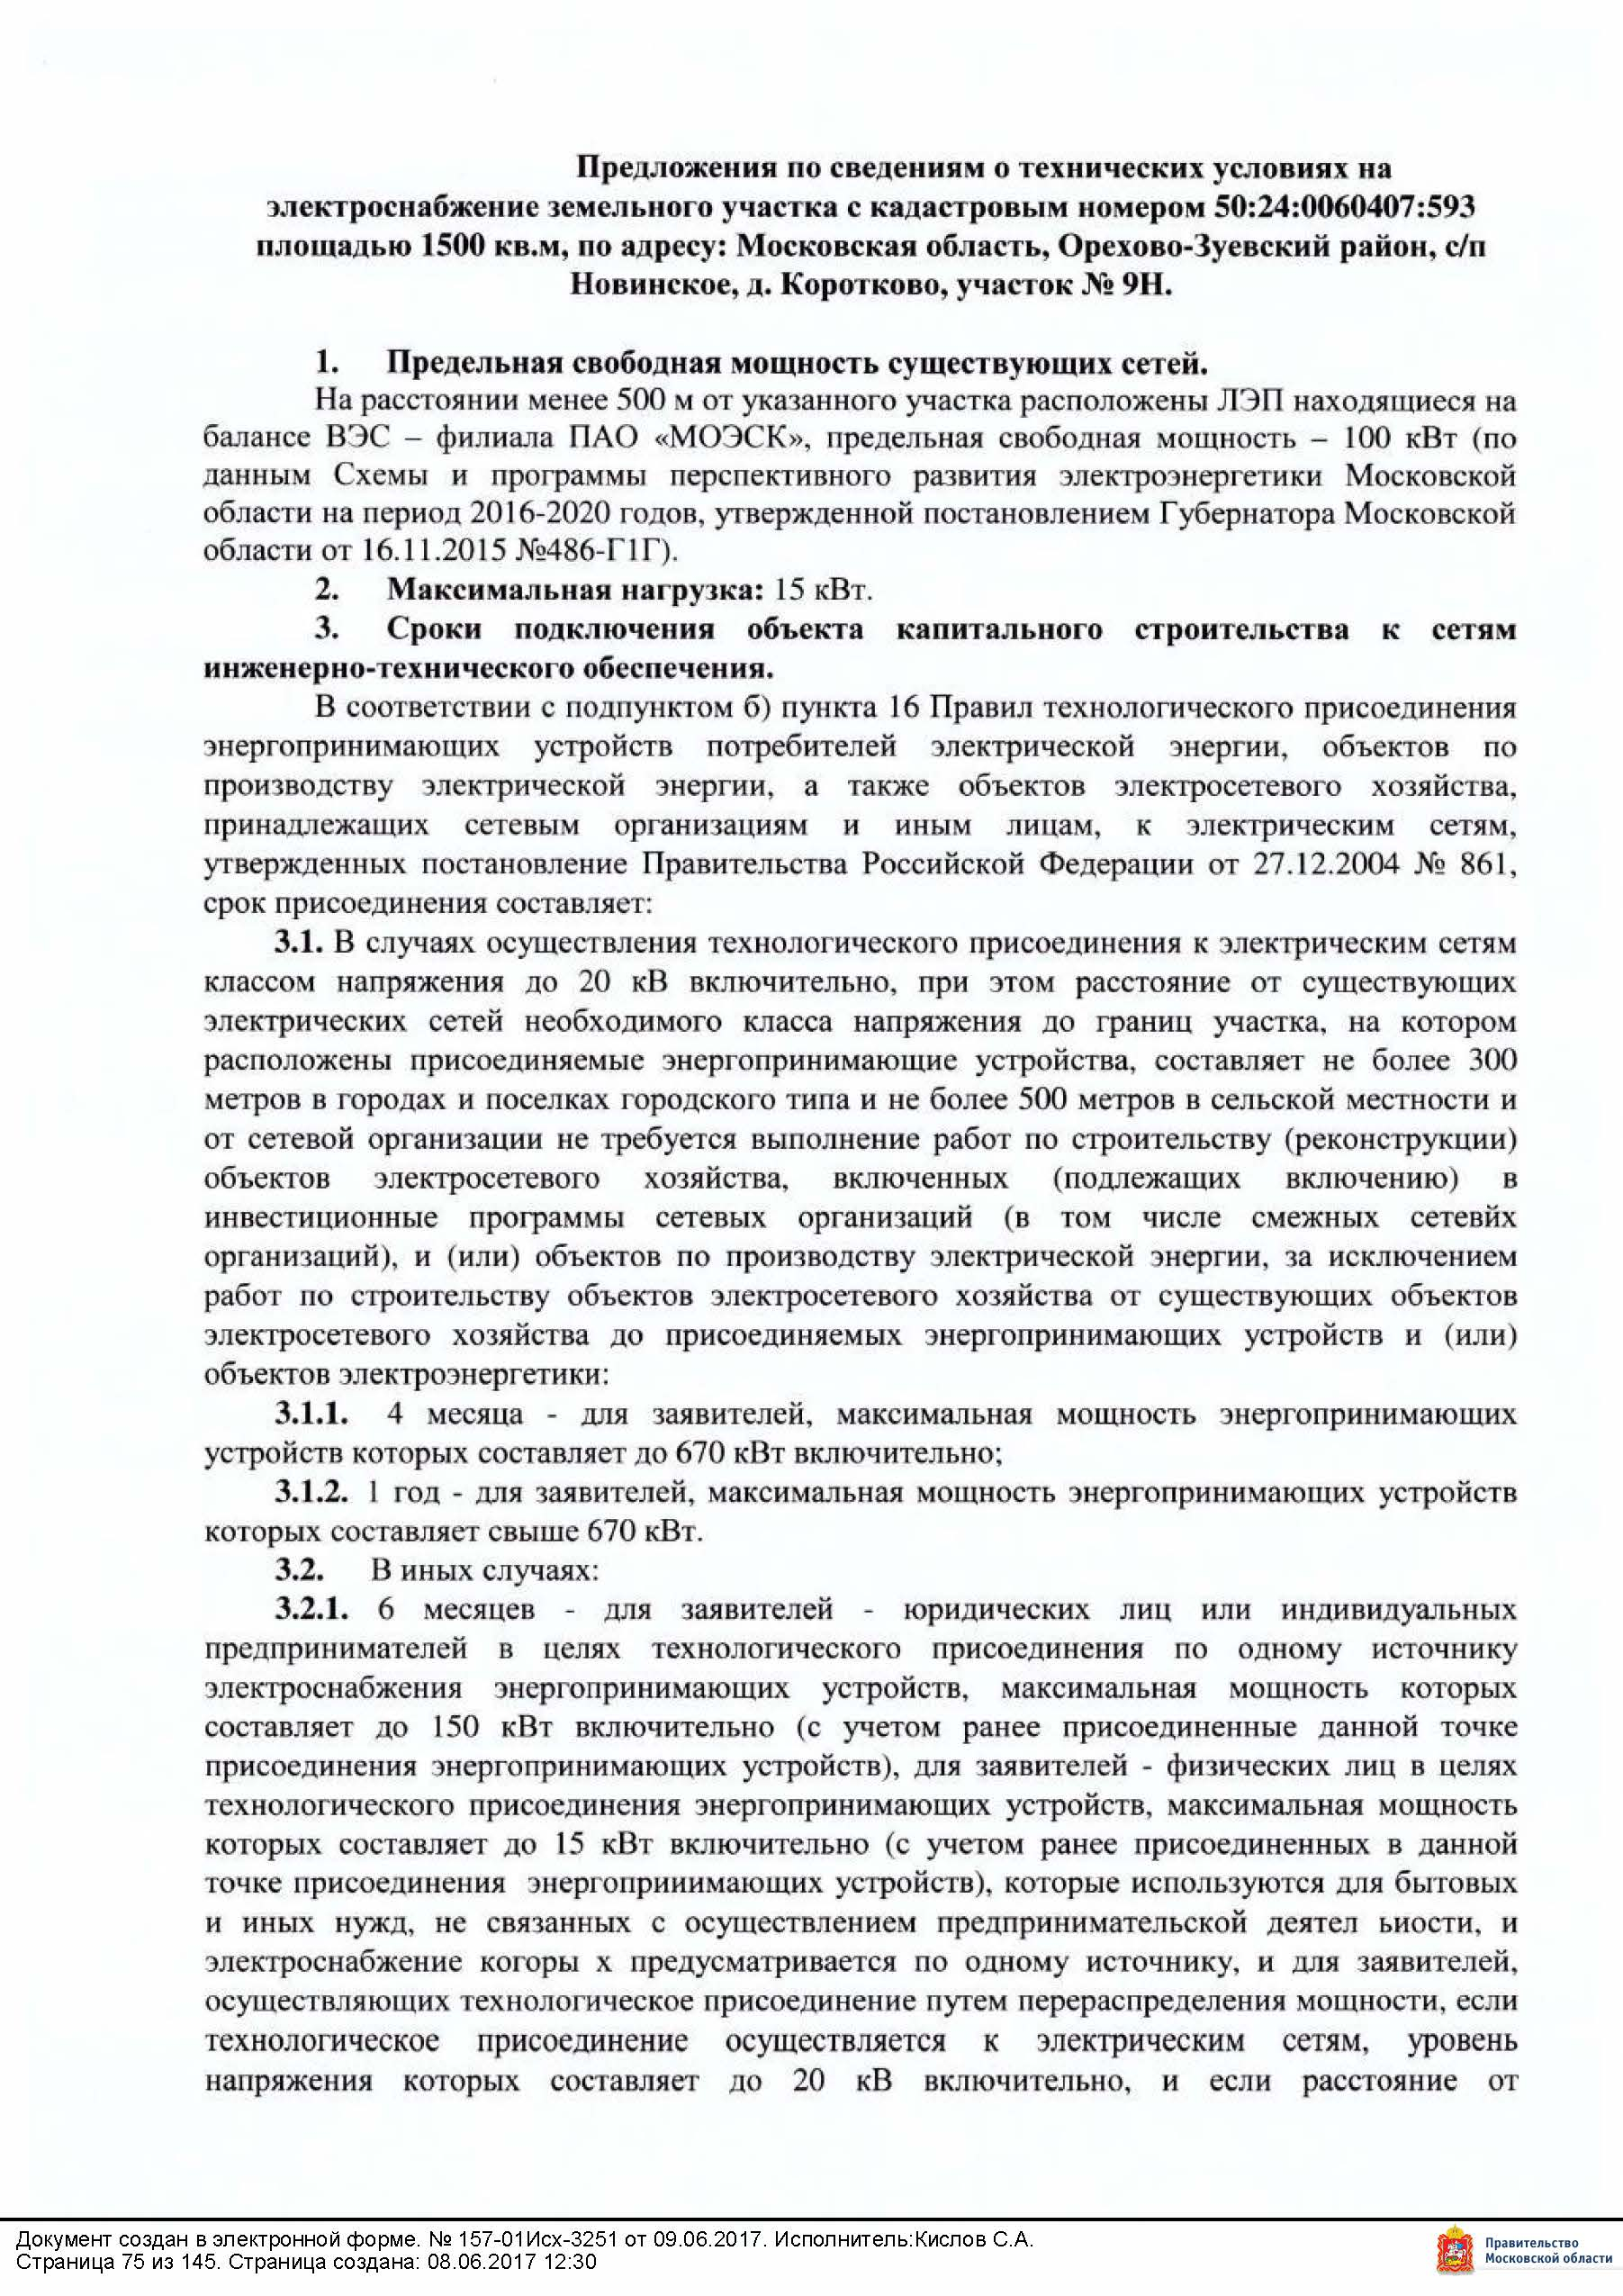 Предложения по сведениям о технических условиях на
электроснабжение земельного участка с кадастровым номером 50:24:0060407:593
площадью 1500 кв.м, по адресу: Московская область, Орехово-Зуевский район, с/п
Новинское, д. Коротково, участок № 9Н.
1. Предельная свободная мощность существующих сетей.
На расстоянии менее 500 м от указанного участка расположены ЛЭП находящиеся на
балансе ВЭС – филиала ПАО «МОЭСК», предельная свободная мощность – 100 кВт (по
данным Схемы и программы перспективного развития электроэнергетики Московской
области на период 2016-2020 годов, утвержденной постановлением Губернатора Московской
области от 16.11.2015 №486-Г1Г).
2. Максимальная нагрузка: 15 кВт.
3. Сроки подключения объекта капитального строительства к сетям
инженерно-технического обеспечения.
В соответствии с подпунктом б) пункта 16 Правил технологического присоединения
энергопринимающих устройств потребителей электрической энергии, объектов по
производству электрической энергии, а также объектов электросетевого хозяйства,
принадлежащих сетевым организациям и иным лицам, к электрическим сетям,
утвержденных постановление Правительства Российской Федерации от 27.12.2004 № 861,
срок присоединения составляет:
3.1. В случаях осуществления технологического присоединения к электрическим сетям
классом напряжения до 20 кВ включительно, при этом расстояние от существующих
электрических сетей необходимого класса напряжения до границ участка, на котором
расположены присоединяемые энергопринимающие устройства, составляет не более 300
метров в городах и поселках городского типа и не более 500 метров в сельской местности и
от сетевой организации не требуется выполнение работ по строительству (реконструкции)
объектов электросетевого хозяйства, включенных (подлежащих включению) в
инвестиционные программы сетевых организаций (в том числе смежных сетевйх
организаций), и (или) объектов по производству электрической энергии, за исключением
работ по строительству объектов электросетевого хозяйства от существующих объектов
электросетевого хозяйства до присоединяемых энергопринимающих устройств и (или)
объектов электроэнергетики:
3.1.1. 4 месяца - для заявителей, максимальная мощность энергопринимающих
устройств которых составляет до 670 кВт включительно;
3.1.2. 1 год - для заявителей, максимальная мощность энергопринимающих устройств
которых составляет свыше 670 кВт.
3.2. В иных случаях:
3.2.1. 6 месяцев - для заявителей - юридических лиц или индивидуальных
предпринимателей в целях технологического присоединения по одному источнику
электроснабжения энергопринимающих устройств, максимальная мощность которых
составляет до 150 кВт включительно (с учетом ранее присоединенные данной точке
присоединения энергопринимающих устройств), для заявителей - физических лиц в целях
технологического присоединения энергопринимающих устройств, максимальная мощность
которых составляет до 15 кВт включительно (с учетом ранее присоединенных в данной
точке присоединения энергоприиимающих устройств), которые используются для бытовых
и иных нужд, не связанных с осуществлением предпринимательской деятел ьиости, и
электроснабжение когоры х предусматривается по одному источнику, и для заявителей,
осуществляющих технологическое присоединение путем перераспределения мощности, если
технологическое присоединение осуществляется к электрическим сетям, уровень
напряжения которых составляет до 20 кВ включительно, и если расстояние от
Документ создан в электронной форме. № 157-01Исх-3251 от 09.06.2017. Исполнитель:Кислов С.А.
Страница 75 из 145. Страница создана: 08.06.2017 12:30
Правительство
Московской области